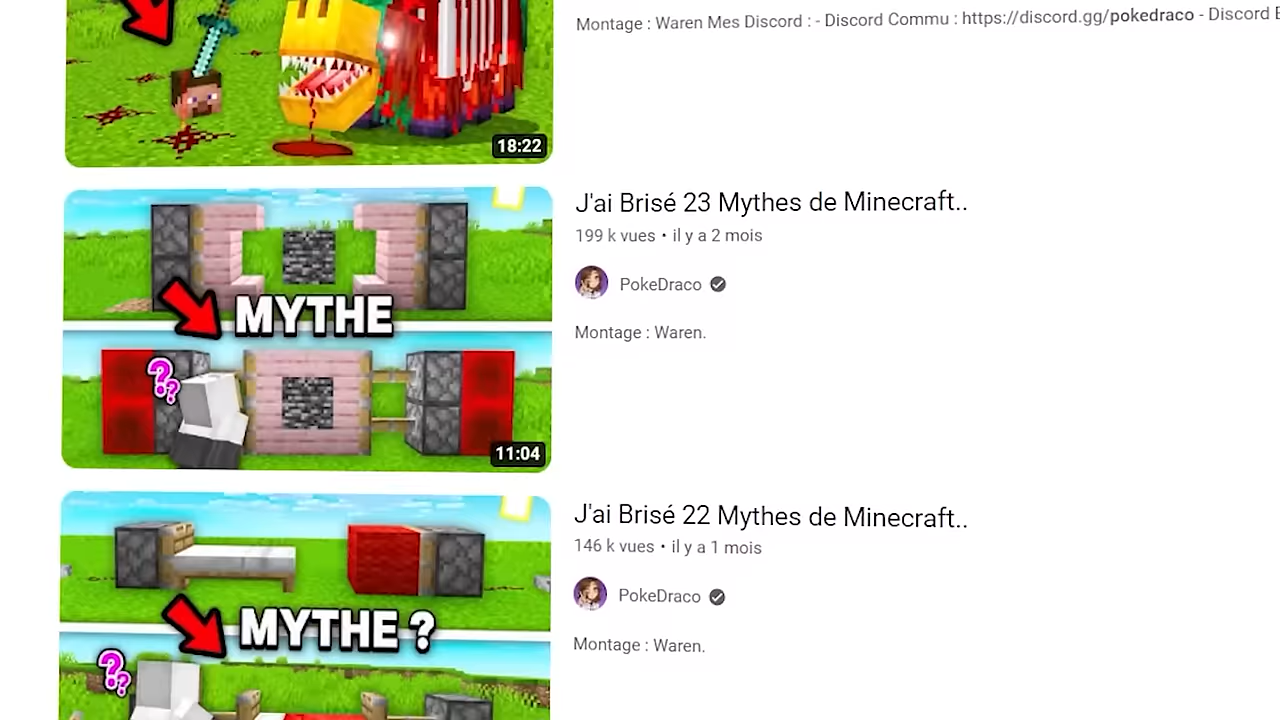 Montage : Waren Mes Discord : - Discord Commu : https://discord.gg/pokedraco - Discord
18:22
J'ai Brisé 23 Mythes de Minecraft..
199 k vues • il y a 2 mois
PokeDraco
Montage : Waren.
MYTHE
??
11:04
J'ai Brisé 22 Mythes de Minecraft..
146 k vues • il y a 1 mois
PokeDraco
Montage : Waren.
MYTHE ?
??